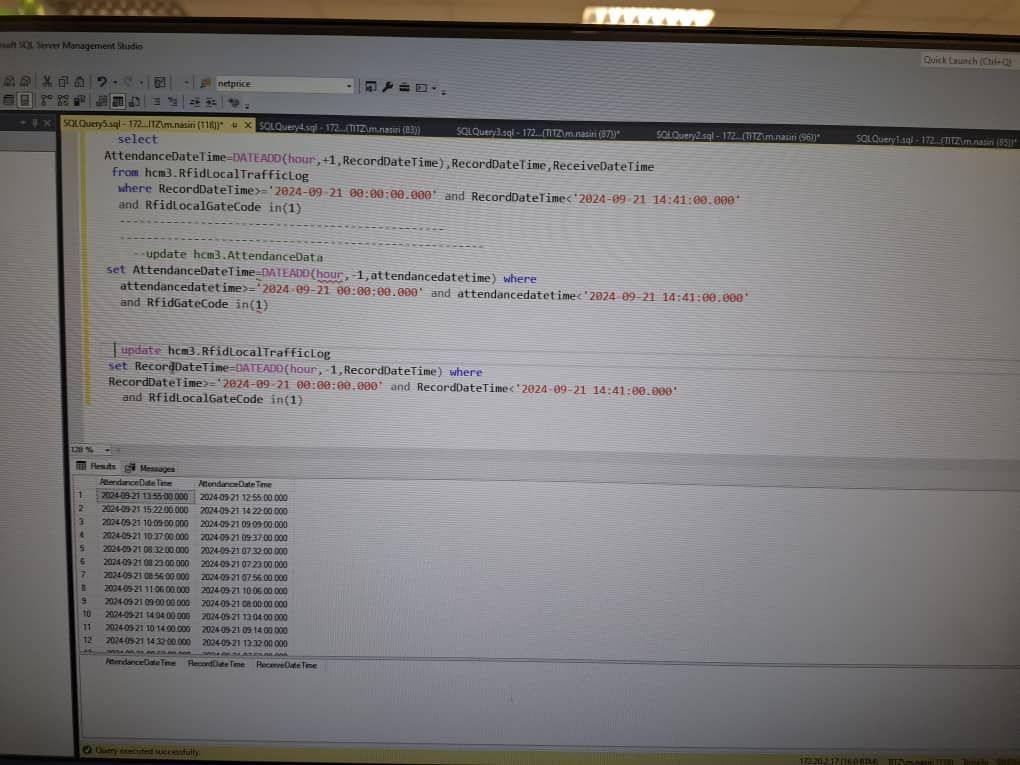 soft SQL Server Management Studio
Quick Launch (Ctrl+Q)
netprice
SQLQuery5.sql - 172...(TITZ\m.nasiri (118))*
SQLQuery4.sql - 172...(TITZ\m.nasiri (83))
SQLQuery3.sql - 172...(TITZ\m.nasiri (87))*
SQLQuery2.sql - 172...(TITZ\m.nasiri (96))*
SQLQuery1.sql - 172...(TITZ\m.nasiri (85))*
select
AttendanceDateTime=DATEADD(hour,+1,RecordDateTime),RecordDateTime,ReceiveDateTime
from hcm3.RfidLocalTrafficLog
where RecordDateTime>='2024-09-21 00:00:00.000' and RecordDateTime<'2024-09-21 14:41:00.000'
and RfidLocalGateCode in(1)
--------------------------------------------------
--------------------------------------------------------
--update hcm3.AttendanceData
set AttendanceDateTime=DATEADD(hour,-1,attendancedatetime) where
attendancedatetime>='2024-09-21 00:00:00.000' and attendancedatetime<'2024-09-21 14:41:00.000'
and RfidGateCode in(1)
update hcm3.RfidLocalTrafficLog
set RecordDateTime=DATEADD(hour,-1,RecordDateTime) where
RecordDateTime>='2024-09-21 00:00:00.000' and RecordDateTime<'2024-09-21 14:41:00.000'
and RfidLocalGateCode in(1)
128 %
Results Messages
AttendanceDateTime AttendanceDateTime
1 2024-09-21 13:55:00.000 2024-09-21 12:55:00.000
2 2024-09-21 15:22:00.000 2024-09-21 14:22:00.000
3 2024-09-21 10:09:00.000 2024-09-21 09:09:00.000
4 2024-09-21 10:37:00.000 2024-09-21 09:37:00.000
5 2024-09-21 08:32:00.000 2024-09-21 07:32:00.000
6 2024-09-21 08:23:00.000 2024-09-21 07:23:00.000
7 2024-09-21 08:56:00.000 2024-09-21 07:56:00.000
8 2024-09-21 11:06:00.000 2024-09-21 10:06:00.000
9 2024-09-21 09:00:00.000 2024-09-21 08:00:00.000
10 2024-09-21 14:04:00.000 2024-09-21 13:04:00.000
11 2024-09-21 10:14:00.000 2024-09-21 09:14:00.000
12 2024-09-21 14:32:00.000 2024-09-21 13:32:00.000
AttendanceDateTime RecordDateTime ReceiveDateTime
Query executed successfully.
172.20.2.17 (16.0 RTM)